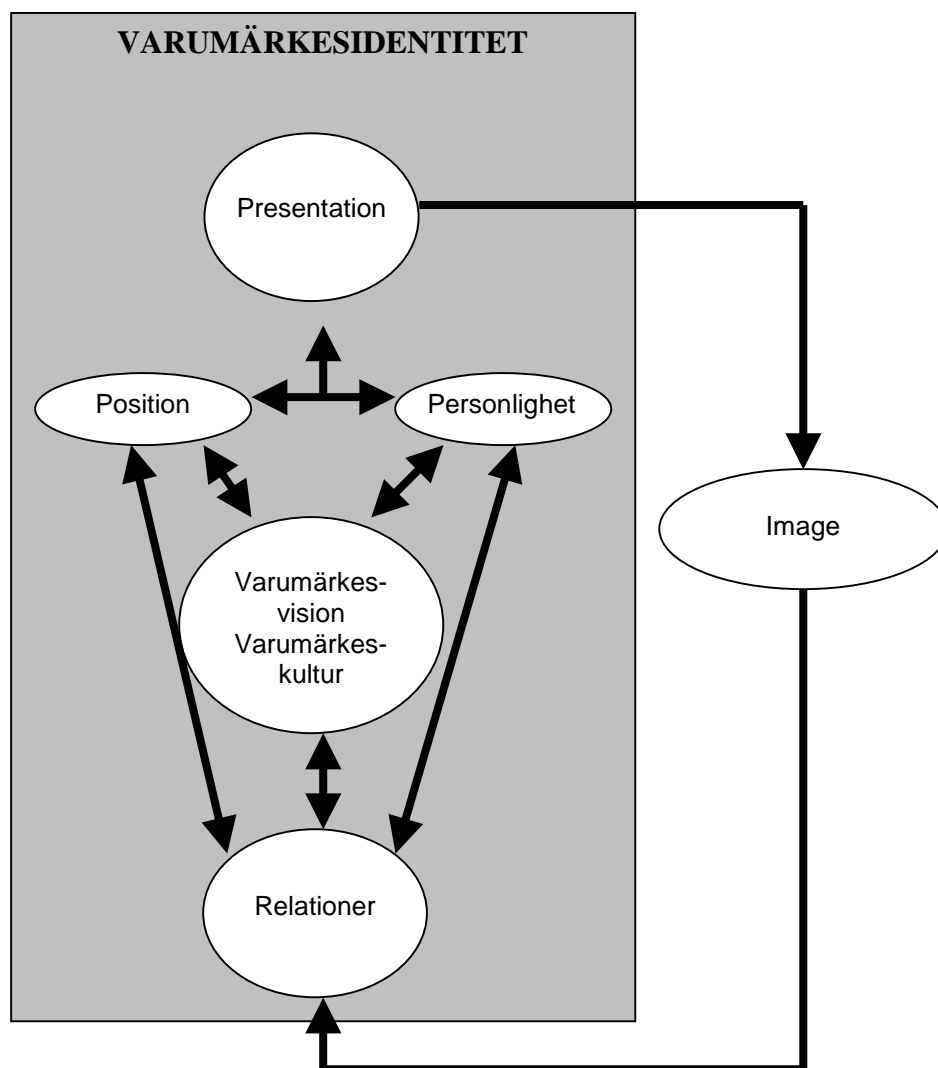 VARUMÄRKESIDENTITET
Presentation
Position
Personlighet
Image
Varumärkes-
vision
Varumärkes-
kultur
Relationer